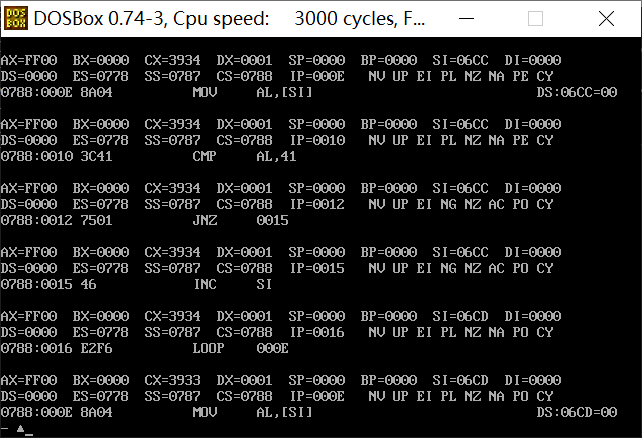 DOS BOX DOSBox 0.74-3, Cpu speed: 3000 cycles, F...
AX=FF00 BX=0000 CX=3934 DX=0001 SP=0000 BP=0000 SI=06CC DI=0000
DS=0000 ES=0778 SS=0787 CS=0788 IP=000E NV UP EI PL NZ NA PE CY
0788:000E 8A04 MOV AL,[SI] DS:06CC=00
AX=FF00 BX=0000 CX=3934 DX=0001 SP=0000 BP=0000 SI=06CC DI=0000
DS=0000 ES=0778 SS=0787 CS=0788 IP=0010 NV UP EI PL NZ NA PE CY
0788:0010 3C41 CMP AL,41
AX=FF00 BX=0000 CX=3934 DX=0001 SP=0000 BP=0000 SI=06CC DI=0000
DS=0000 ES=0778 SS=0787 CS=0788 IP=0012 NV UP EI NG NZ AC PO CY
0788:0012 7501 JNZ 0015
AX=FF00 BX=0000 CX=3934 DX=0001 SP=0000 BP=0000 SI=06CC DI=0000
DS=0000 ES=0778 SS=0787 CS=0788 IP=0015 NV UP EI NG NZ AC PO CY
0788:0015 46 INC SI
AX=FF00 BX=0000 CX=3934 DX=0001 SP=0000 BP=0000 SI=06CD DI=0000
DS=0000 ES=0778 SS=0787 CS=0788 IP=0016 NV UP EI PL NZ NA PO CY
0788:0016 E2F6 LOOP 000E
AX=FF00 BX=0000 CX=3933 DX=0001 SP=0000 BP=0000 SI=06CD DI=0000
DS=0000 ES=0778 SS=0787 CS=0788 IP=000E NV UP EI PL NZ NA PO CY
0788:000E 8A04 MOV AL,[SI] DS:06CD=00
- ▲_